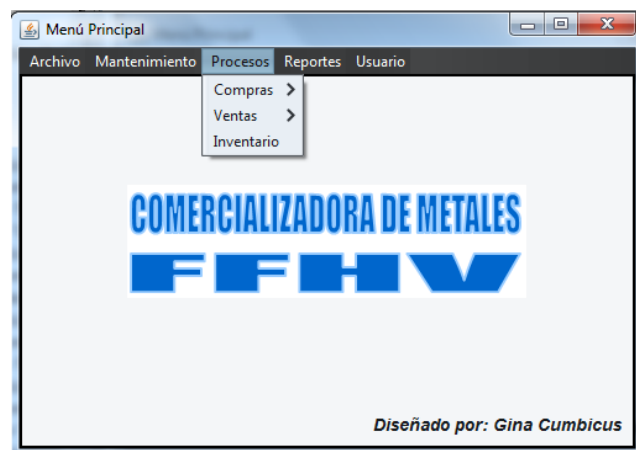 Menú Principal
Archivo Mantenimiento Procesos Reportes Usuario
Compras
Ventas
Inventario
COMERCIALIZADORA DE METALES
FFHV
Diseñado por: Gina Cumbicus